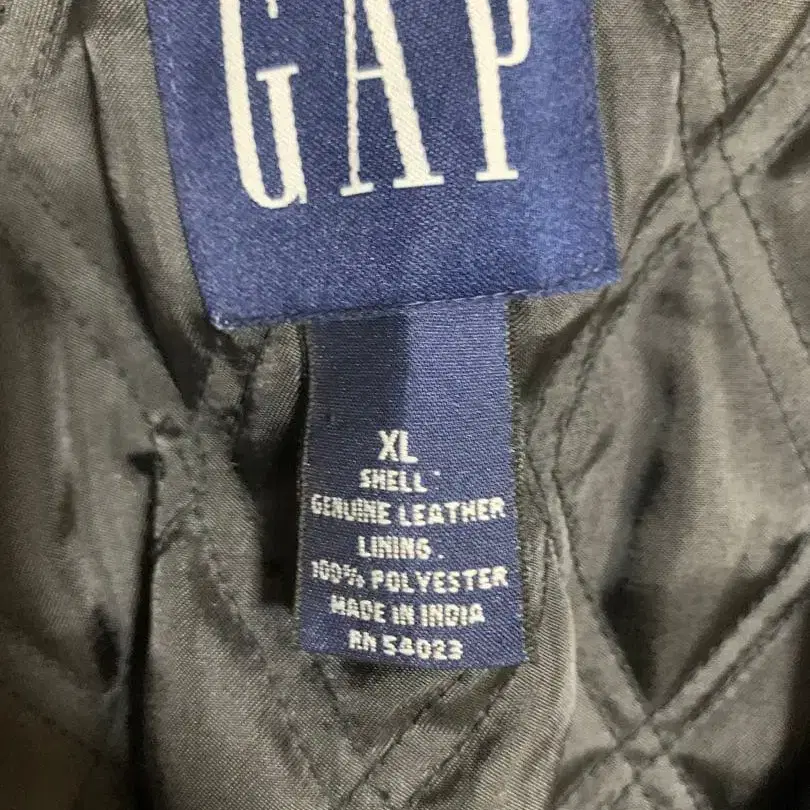 GAP
XL
SHELL
GENUINE LEATHER
LINING.
100% POLYESTER
MADE IN INDIA
RN 54023